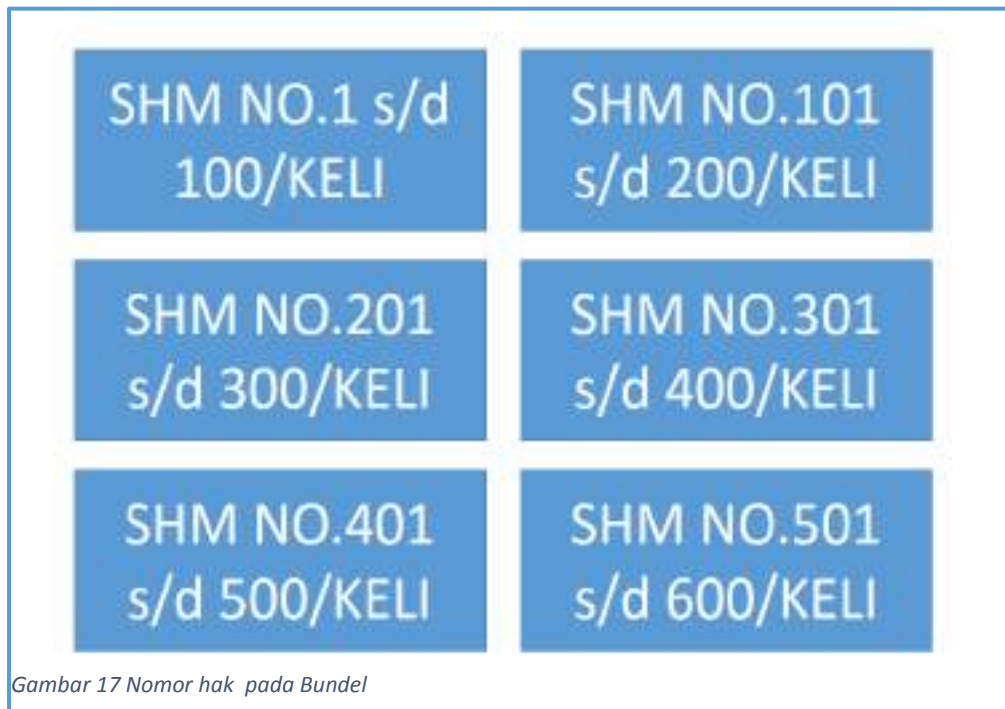 SHM NO.1 s/d
100/KELI
SHM NO.101
s/d 200/KELI
SHM NO.201
s/d 300/KELI
SHM NO.301
s/d 400/KELI
SHM NO.401
s/d 500/KELI
SHM NO.501
s/d 600/KELI
Gambar 17 Nomor hak pada Bundel